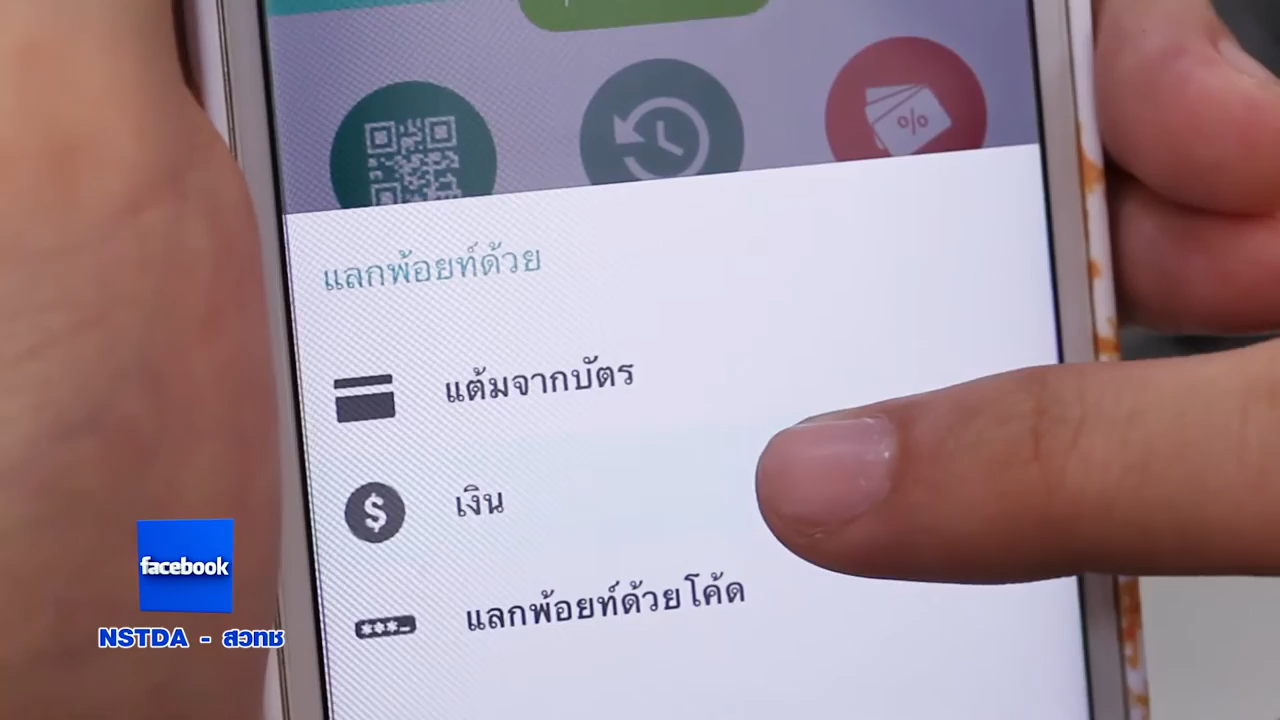 แลกพ้อยท์ด้วย
แต้มจากบัตร
เงิน
แลกพ้อยท์ด้วยโค้ด
facebook
NSTDA - สวทช